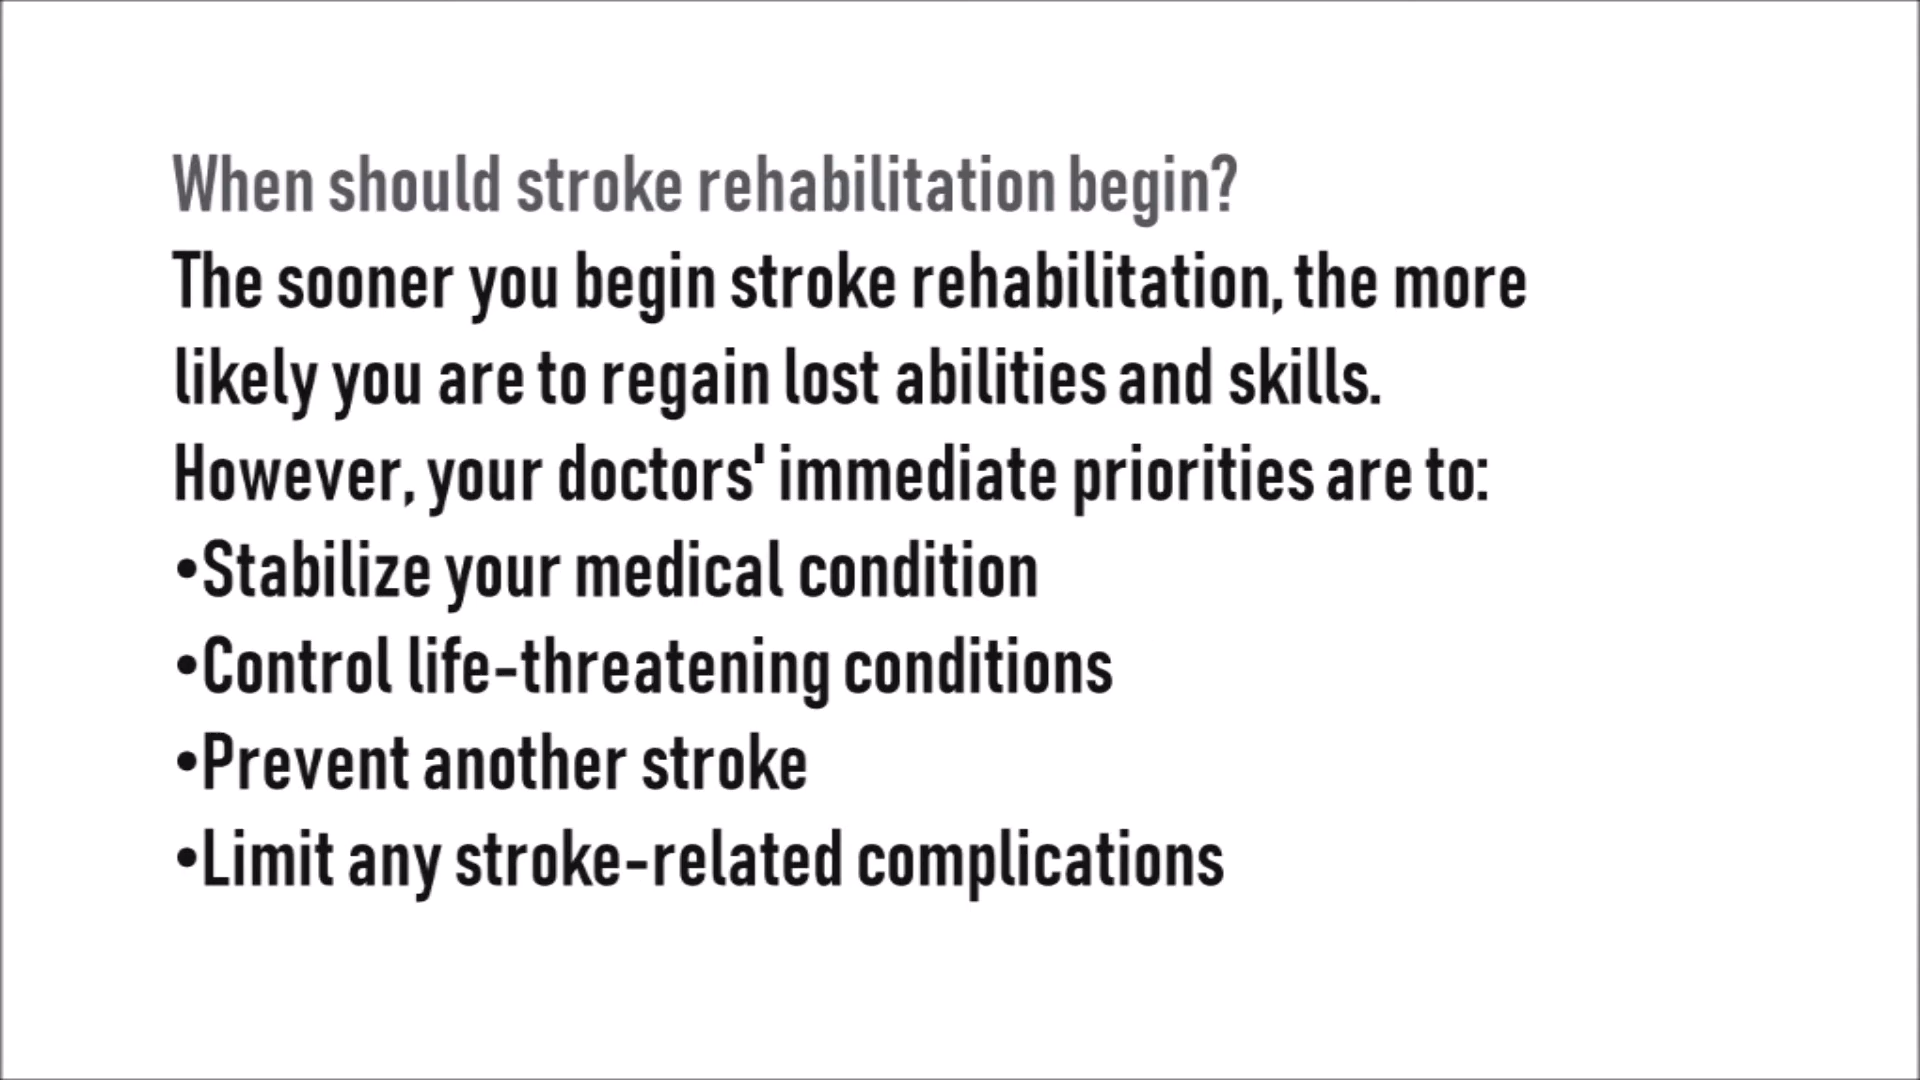 When should stroke rehabilitation begin?
The sooner you begin stroke rehabilitation, the more
likely you are to regain lost abilities and skills.
However, your doctors' immediate priorities are to:
•Stabilize your medical condition
•Control life-threatening conditions
•Prevent another stroke
•Limit any stroke-related complications